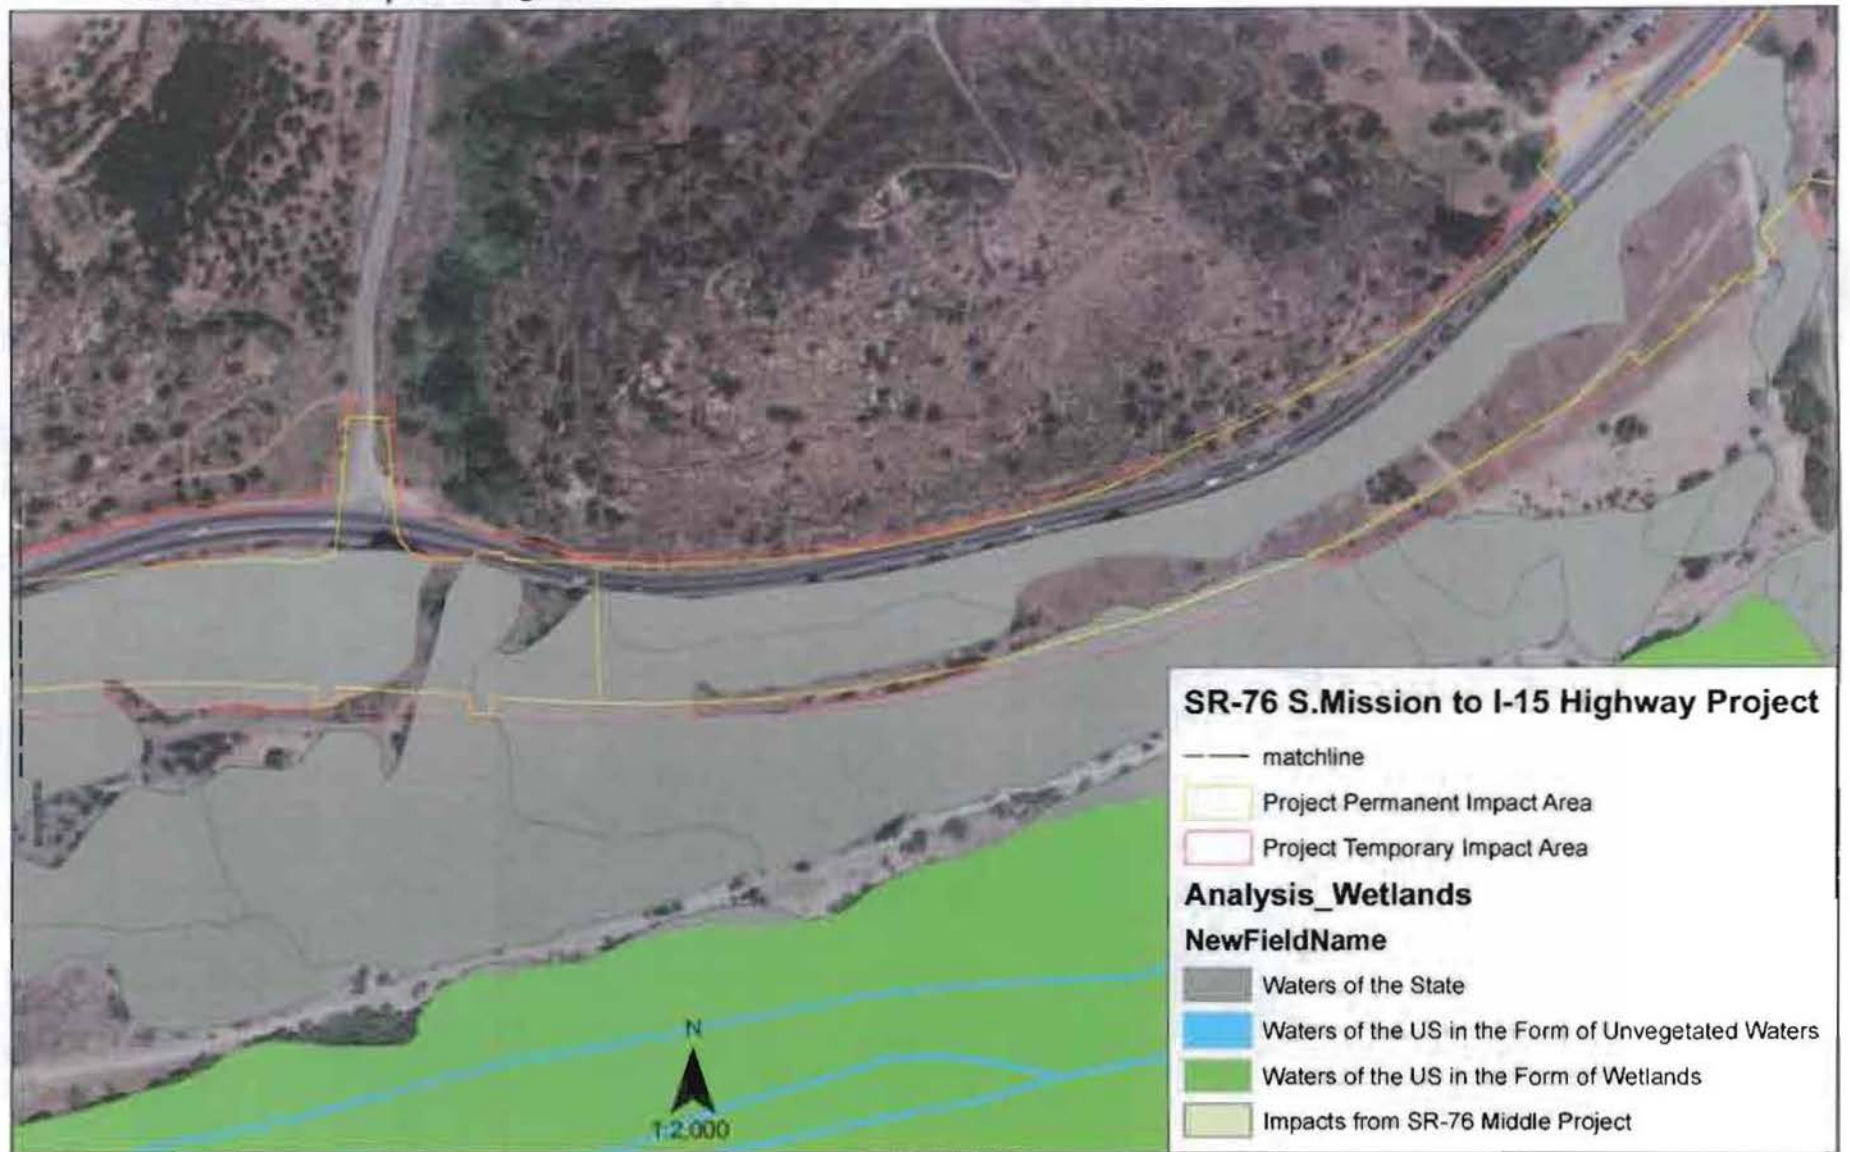 N
1:2,000
SR-76 S.Mission to I-15 Highway Project
matchline
Project Permanent Impact Area
Project Temporary Impact Area
Analysis_Wetlands
NewFieldName
Waters of the State
Waters of the US in the Form of Unvegetated Waters
Waters of the US in the Form of Wetlands
Impacts from SR-76 Middle Project